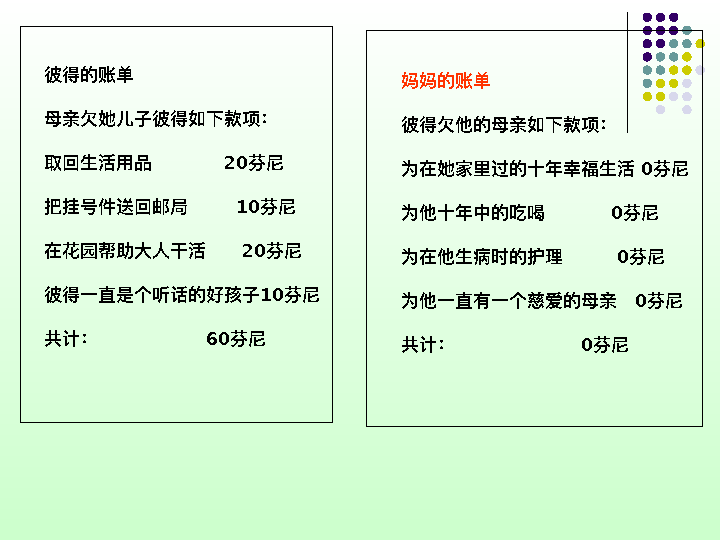 彼得的账单
母亲欠她儿子彼得如下款项：
取回生活用品 20芬尼
把挂号件送回邮局 10芬尼
在花园帮助大人干活 20芬尼
彼得一直是个听话的好孩子10芬尼
共计： 60芬尼
妈妈的账单
彼得欠他的母亲如下款项：
为在她家里过的十年幸福生活 0芬尼
为他十年中的吃喝 0芬尼
为在他生病时的护理 0芬尼
为他一直有一个慈爱的母亲 0芬尼
共计： 0芬尼